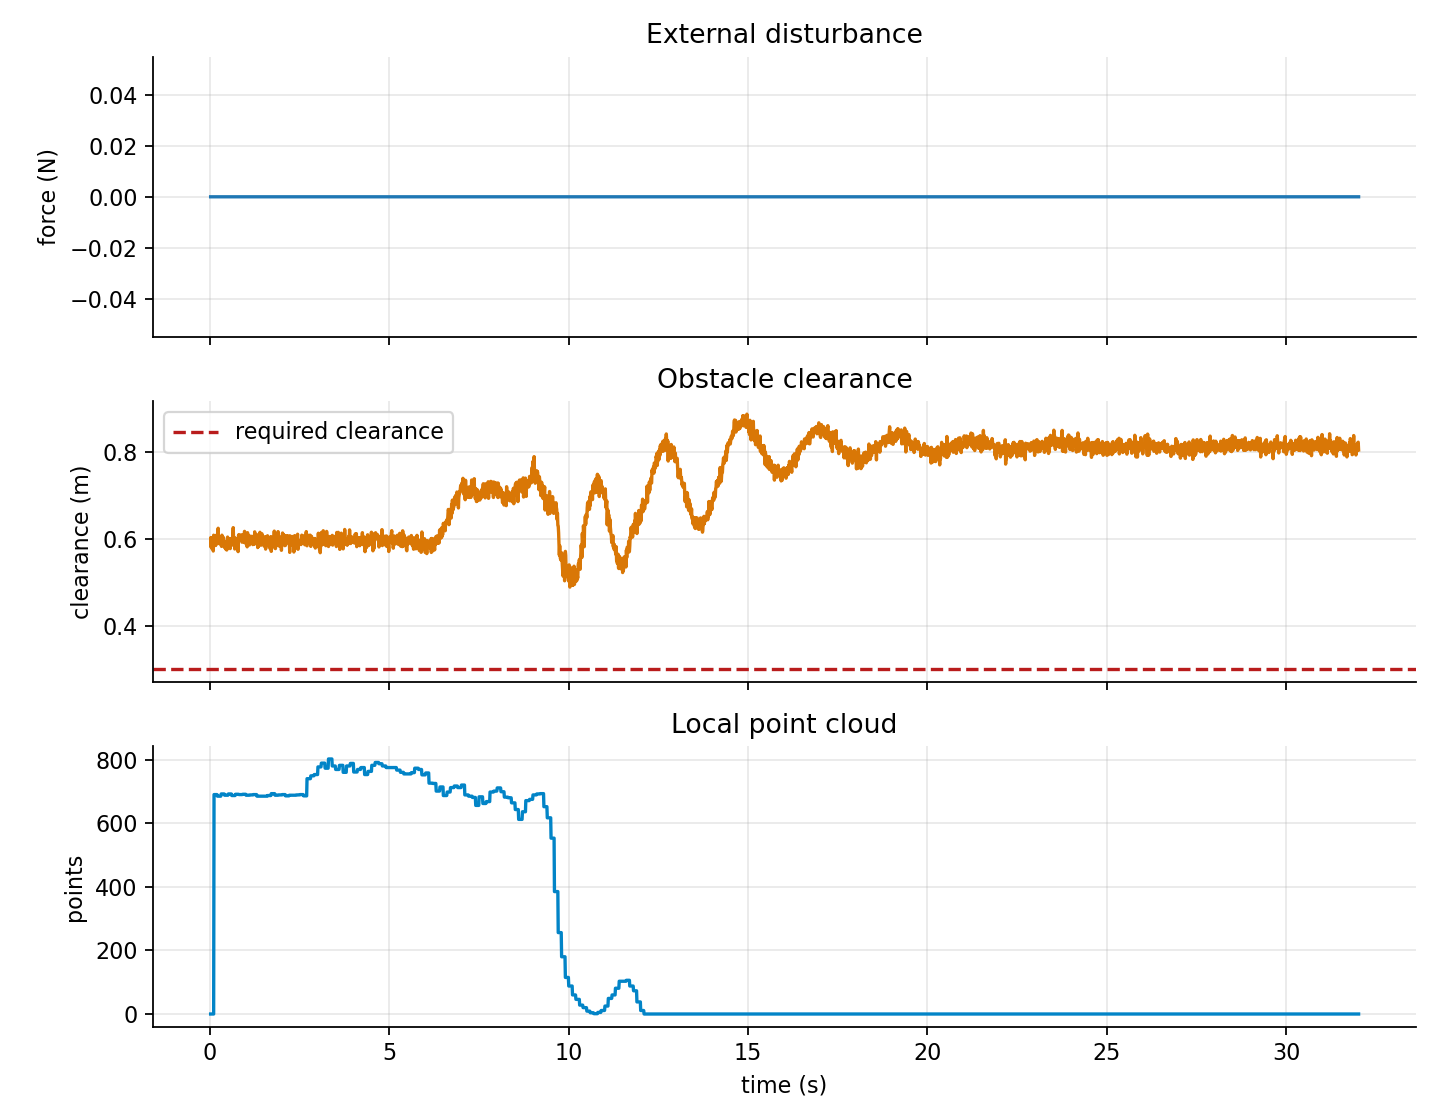 External disturbance
0.04
0.02
0.00
−0.02
−0.04
force (N)
Obstacle clearance
required clearance
0.8
0.6
0.4
clearance (m)
Local point cloud
800
600
400
200
0
points
0 5 10 15 20 25 30
time (s)